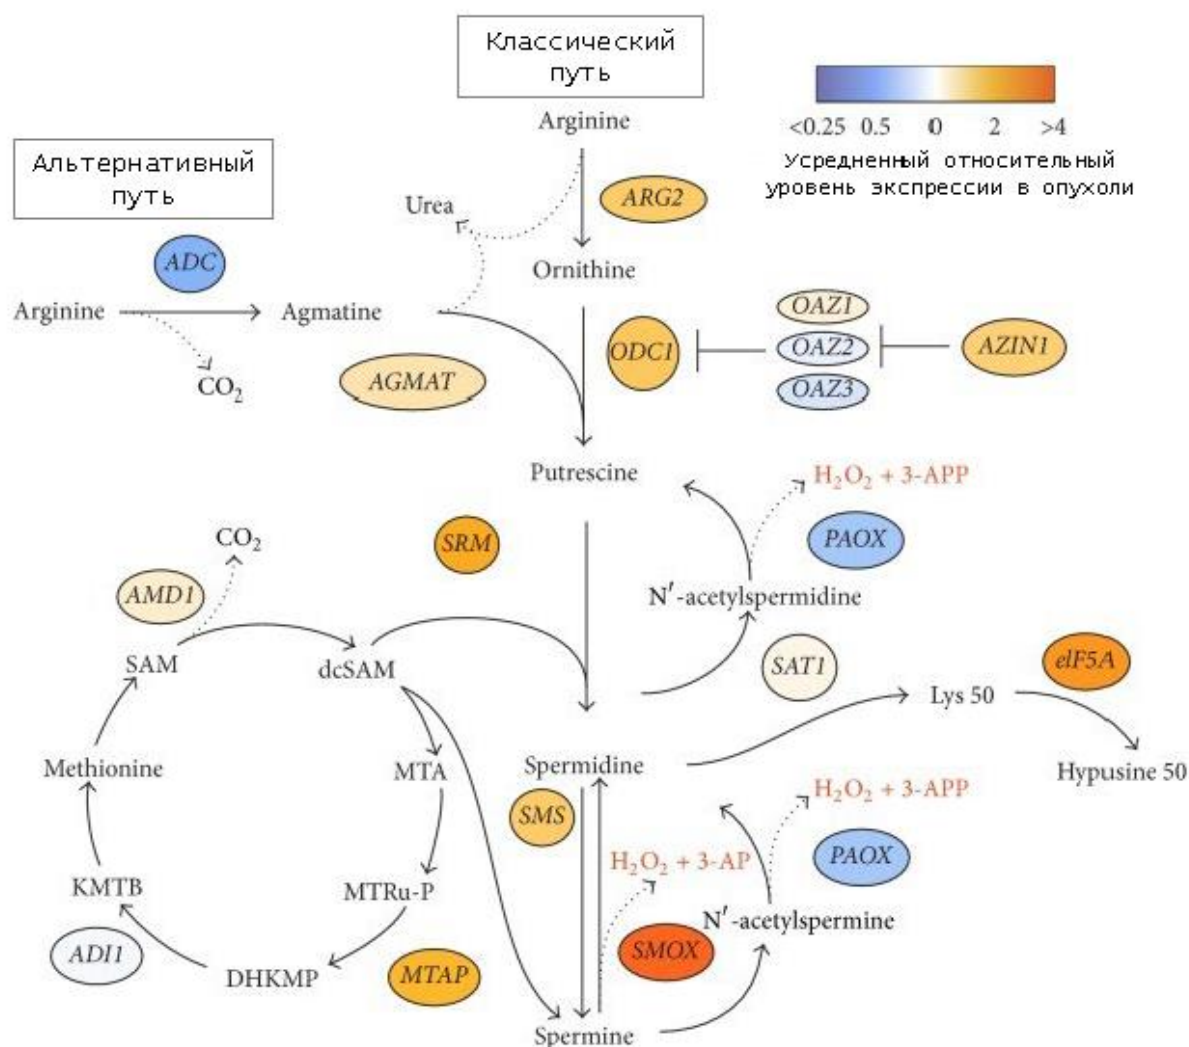 Классический
путь
Arginine
<0.25 0.5 0 2 >4
Усредненный относительный
уровень экспрессии в опухоли
Альтернативный
путь
Urea
ARG2
ADC
Ornithine
Arginine
Agmatine
CO2
AGMAT
ODC1
OAZ1
OAZ2
OAZ3
AZIN1
Putrescine
H2O2 + 3-APP
PAOX
CO2
SRM
AMD1
N'-acetylspermidine
SAM
dcSAM
SAT1
eIF5A
Lys 50
Methionine
MTA
Spermidine
Hypusine 50
H2O2 + 3-APP
SMS
PAOX
H2O2 + 3-AP
KMTB
MTRu-P
N'-acetylspermine
ADI1
DHKMP
MTAP
SMOX
Spermine